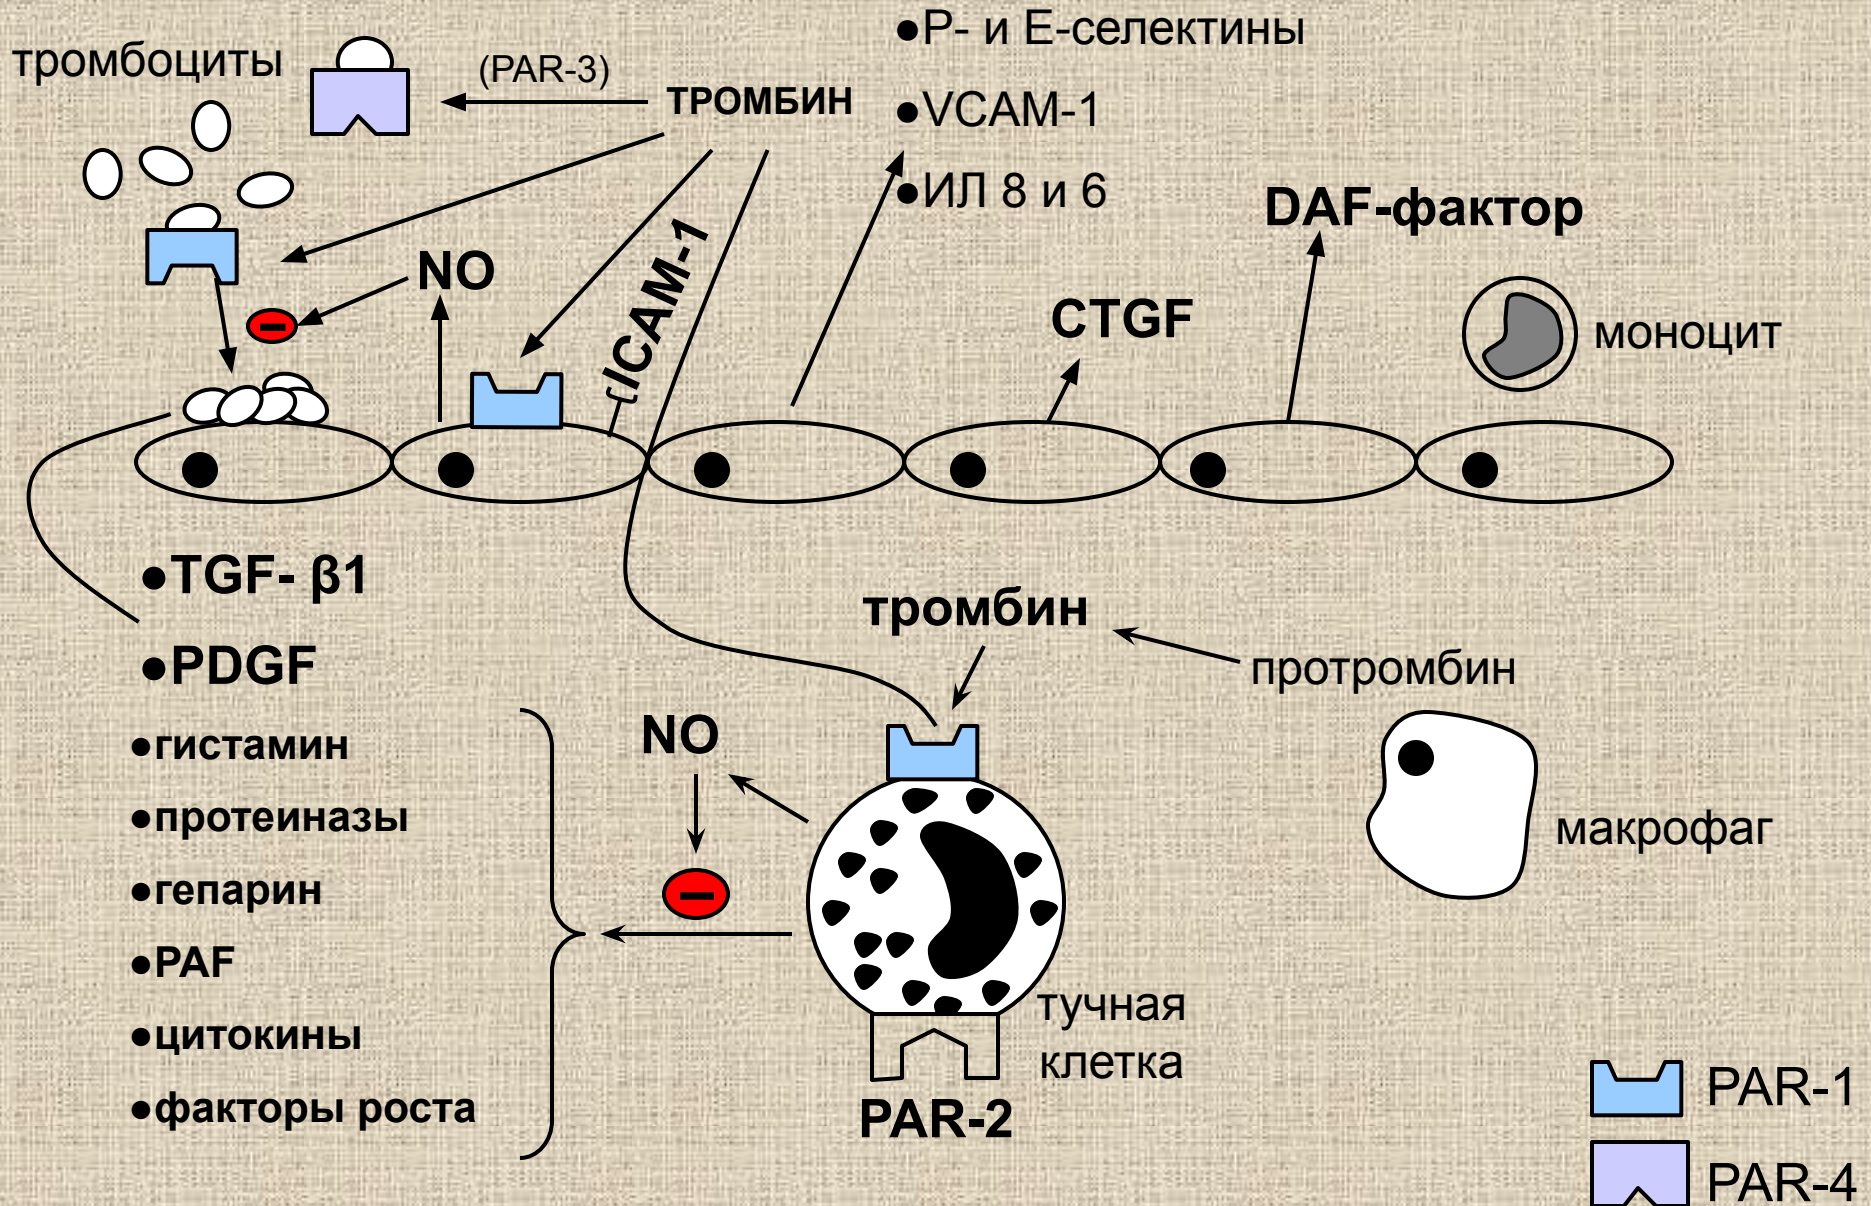 тромбоциты
(PAR-3)
ТРОМБИН
●Р- и Е-селектины
●VCAM-1
●ИЛ 8 и 6
DAF-фактор
NO
ICAM-1
CTGF
моноцит
●TGF- β1
●PDGF
●гистамин
●протеиназы
●гепарин
●PAF
●цитокины
●факторы роста
тромбин
протромбин
NO
макрофаг
тучная
клетка
PAR-2
PAR-1
PAR-4